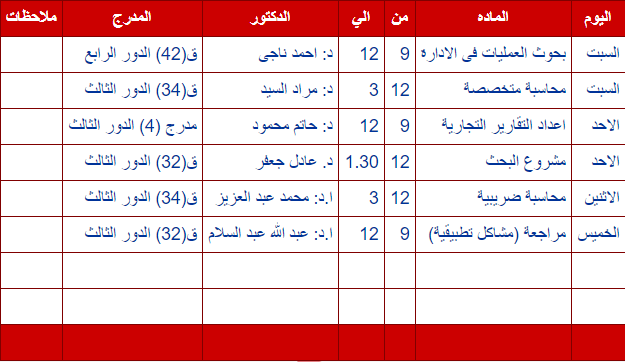 اليوم الماده من الي الدكتور المدرج ملاحظات
السبت بحوث العمليات فى الادارة 9 12 د: احمد ناجى ق(42) الدور الرابع
السبت محاسبة متخصصة 12 3 د: مراد السيد ق(34) الدور الثالث
الاحد اعداد التقارير التجارية 9 12 د: حاتم محمود مدرج (4) الدور الثالث
الاحد مشروع البحث 12 1.30 د. عادل جعفر ق(32) الدور الثالث
الاثنين محاسبة ضريبية 12 3 ا.د: محمد عبد العزيز ق(34) الدور الثالث
الخميس مراجعة (مشاكل تطبيقية) 9 12 ا.د: عبد الله عبد السلام ق(32) الدور الثالث